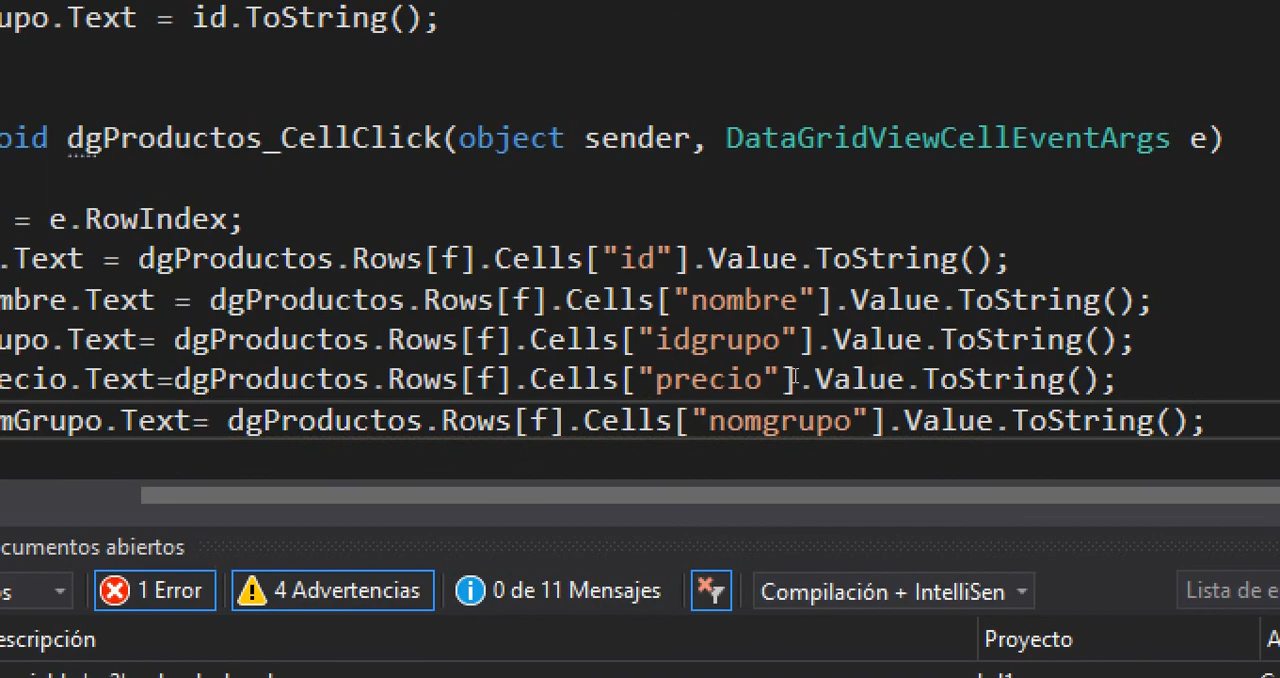 upo.Text = id.ToString();
oid dgProductos_CellClick(object sender, DataGridViewCellEventArgs e)
= e.RowIndex;
.Text = dgProductos.Rows[f].Cells["id"].Value.ToString();
mbre.Text = dgProductos.Rows[f].Cells["nombre"].Value.ToString();
upo.Text= dgProductos.Rows[f].Cells["idgrupo"].Value.ToString();
ecio.Text=dgProductos.Rows[f].Cells["precio"].Value.ToString();
mGrupo.Text= dgProductos.Rows[f].Cells["nomgrupo"].Value.ToString();
ocumentos abiertos
s 1 Error 4 Advertencias 0 de 11 Mensajes Compilación + IntelliSen Lista de e
escripción Proyecto A